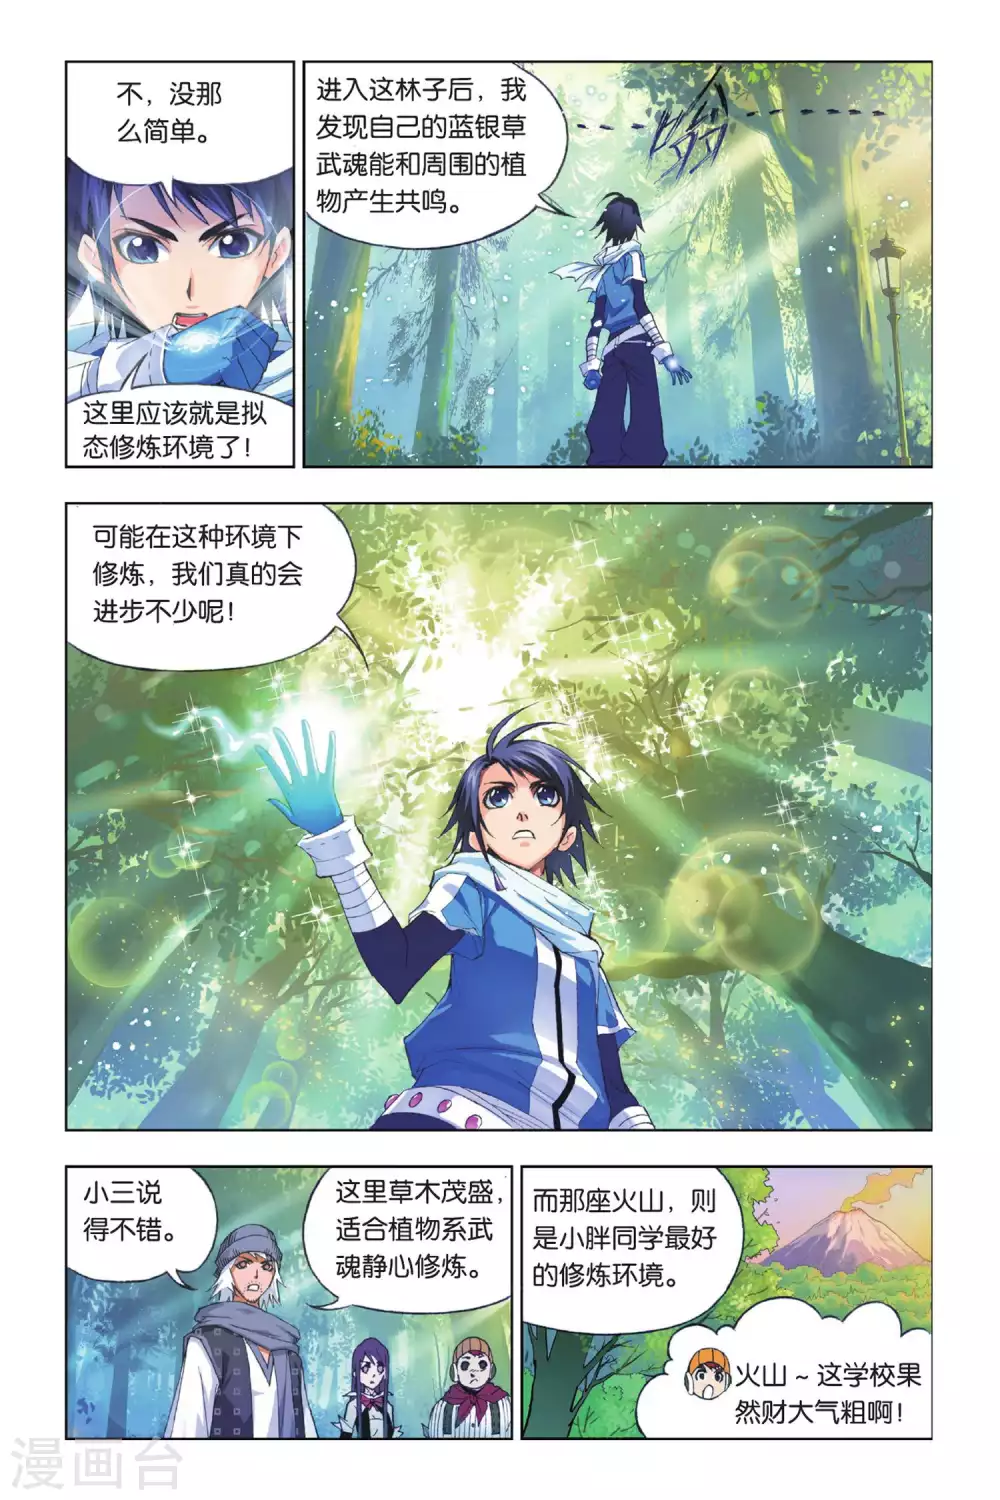 不，没那
么简单。
这里应该就是拟
态修炼环境了！
进入这林子后，我
发现自己的蓝银草
武魂能和周围的植
物产生共鸣。
可能在这种环境下
修炼，我们真的会
进步不少呢！
小三说
得不错。
这里草木茂盛，
适合植物系武
魂静心修炼。
而那座火山，则
是小胖同学最好
的修炼环境。
火山～这学校果
然财大气粗啊！
漫画台